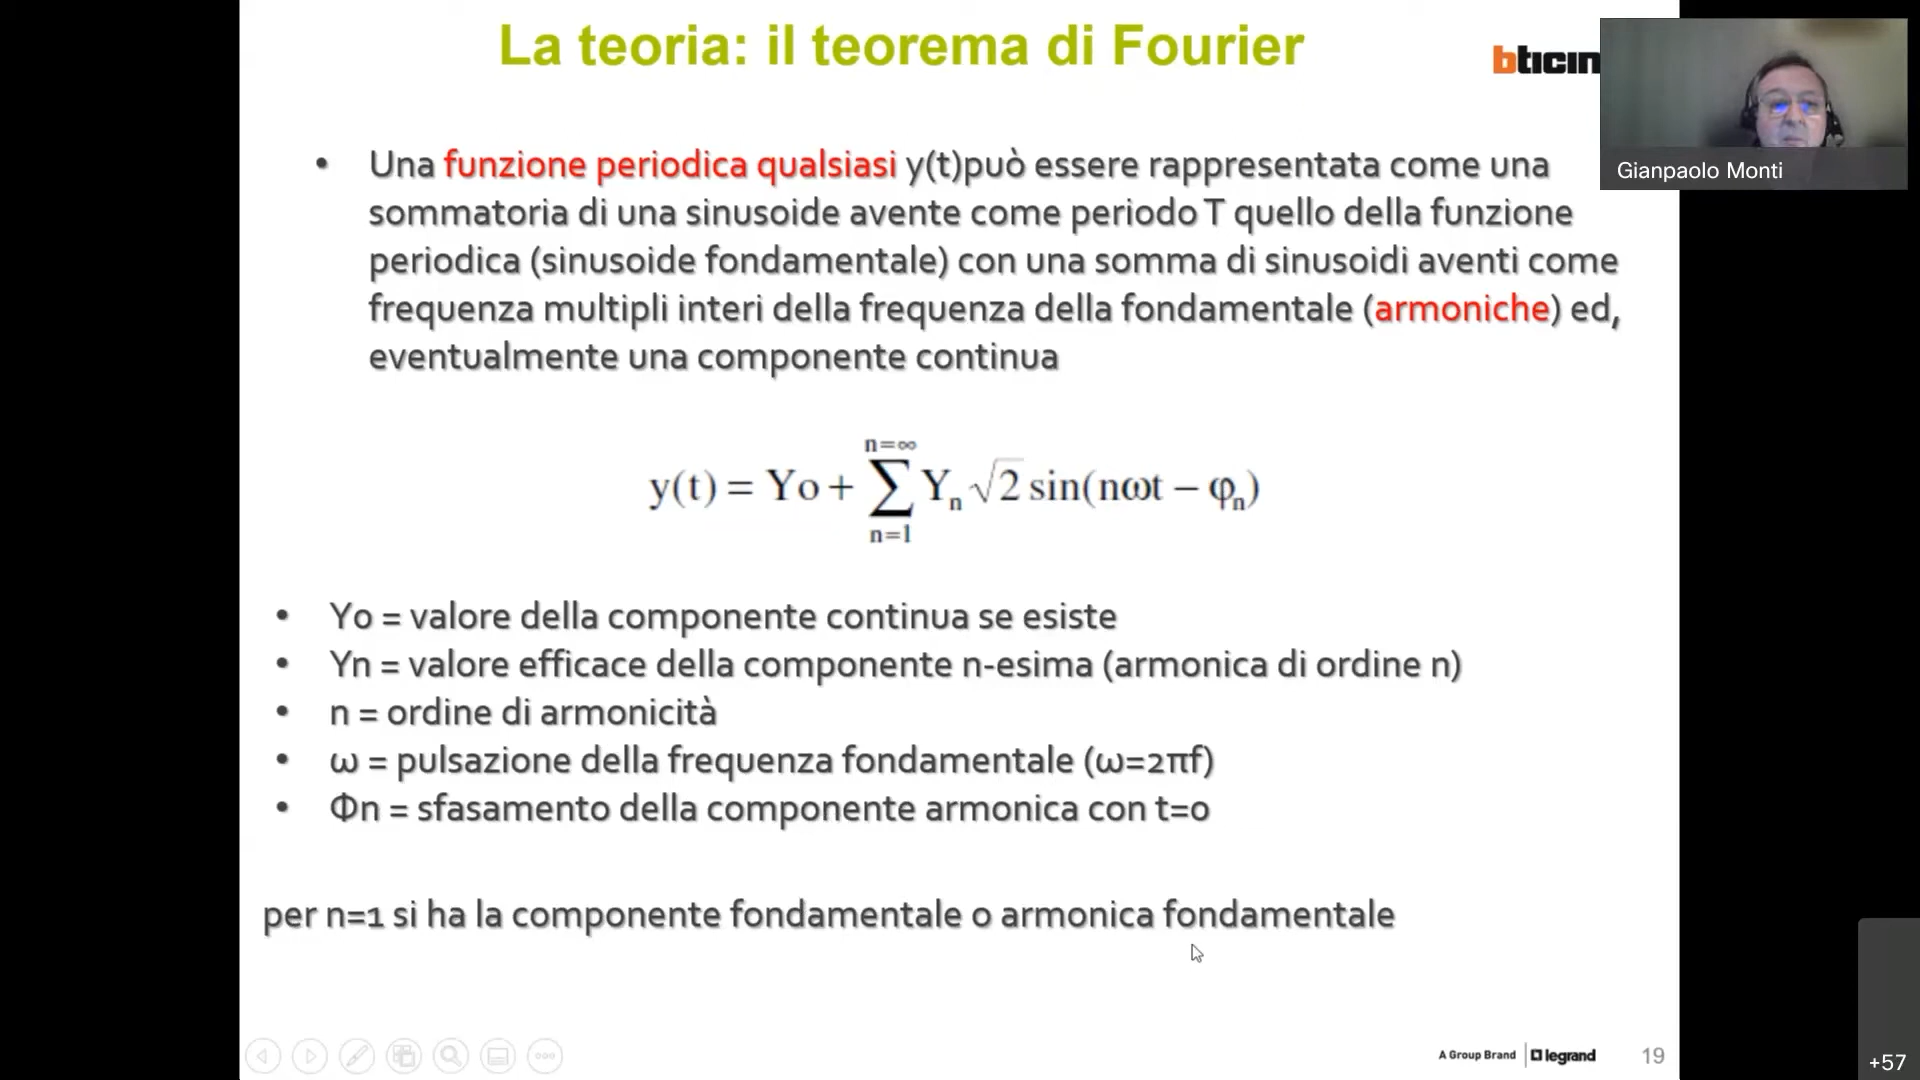 La teoria: il teorema di Fourier
bticin
Gianpaolo Monti
• Una funzione periodica qualsiasi y(t)può essere rappresentata come una
sommatoria di una sinusoide avente come periodo T quello della funzione
periodica (sinusoide fondamentale) con una somma di sinusoidi aventi come
frequenza multipli interi della frequenza della fondamentale (armoniche) ed,
eventualmente una componente continua
n=∞
y(t) = Yo + ∑ Yₙ √2 sin(nωt − φₙ)
n=1
• Yo = valore della componente continua se esiste
• Yn = valore efficace della componente n-esima (armonica di ordine n)
• n = ordine di armonicità
• ω = pulsazione della frequenza fondamentale (ω=2πf)
• Φn = sfasamento della componente armonica con t=0
per n=1 si ha la componente fondamentale o armonica fondamentale
A Group Brand legrand 19
+57